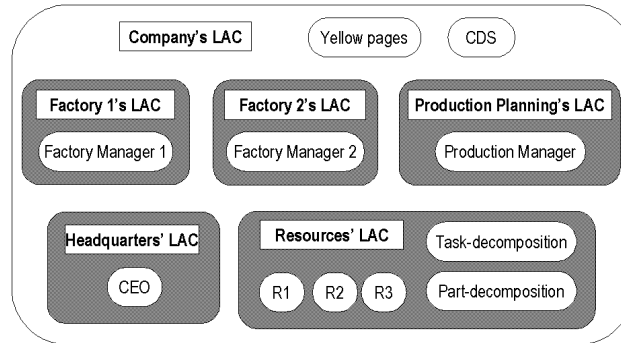 Company's LAC
Yellow pages
CDS
Factory 1's LAC
Factory 2's LAC
Production Planning's LAC
Factory Manager 1
Factory Manager 2
Production Manager
Headquarters' LAC
Resources' LAC
Task-decomposition
CEO
R1
R2
R3
Part-decomposition